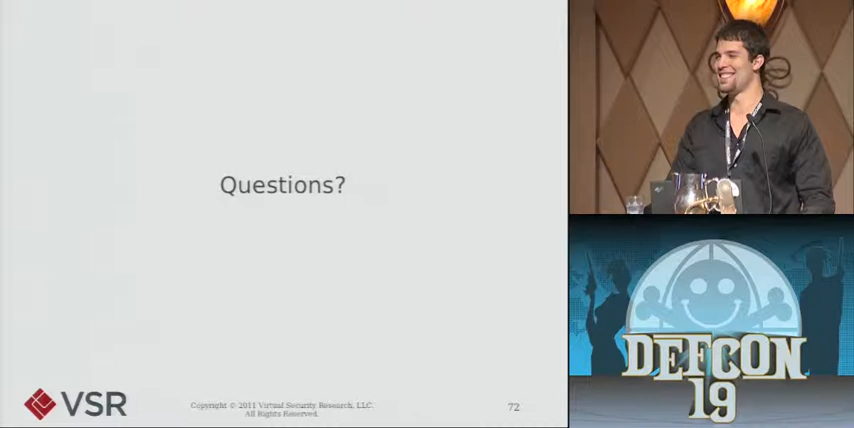 Questions?
VSR
Copyright © 2011 Virtual Security Research, LLC.
All Rights Reserved.
72
DEFCON
19